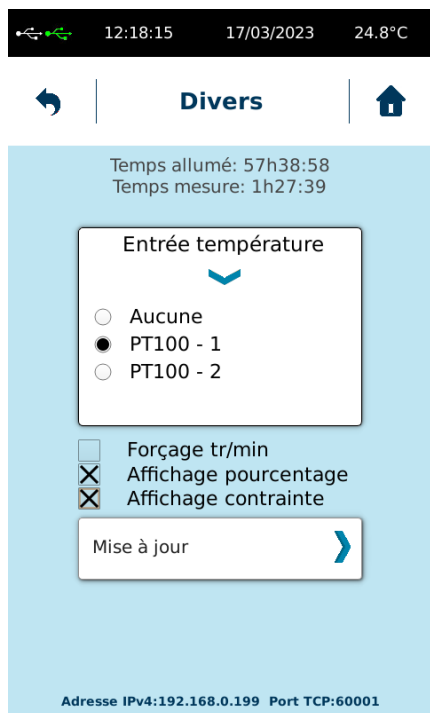 12:18:15 17/03/2023 24.8°C
Divers
Temps allumé: 57h38:58
Temps mesure: 1h27:39
Entrée température
Aucune
PT100 - 1
PT100 - 2
Forçage tr/min
Affichage pourcentage
Affichage contrainte
Mise à jour
Adresse IPv4:192.168.0.199 Port TCP:60001